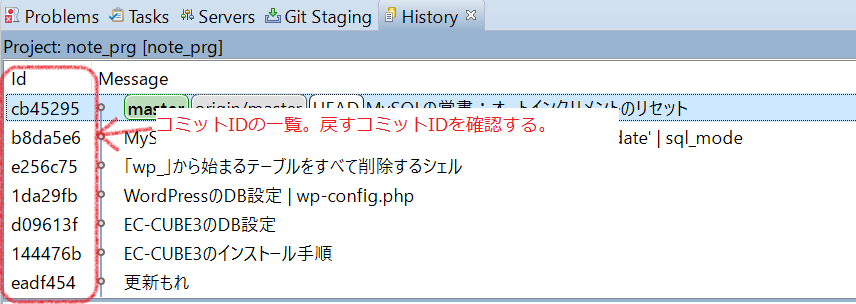 Problems Tasks Servers Git Staging History
Project: note_prg [note_prg]
Id Message
cb45295 master origin/master HEAD MySQLの覚書：オートインクリメントのリセット
コミットIDの一覧。戻すコミットIDを確認する。
b8da5e6 MyS date' | sql_mode
e256c75 「wp_」から始まるテーブルをすべて削除するシェル
1da29fb WordPressのDB設定 | wp-config.php
d09613f EC-CUBE3のDB設定
144476b EC-CUBE3のインストール手順
eadf454 更新もれ